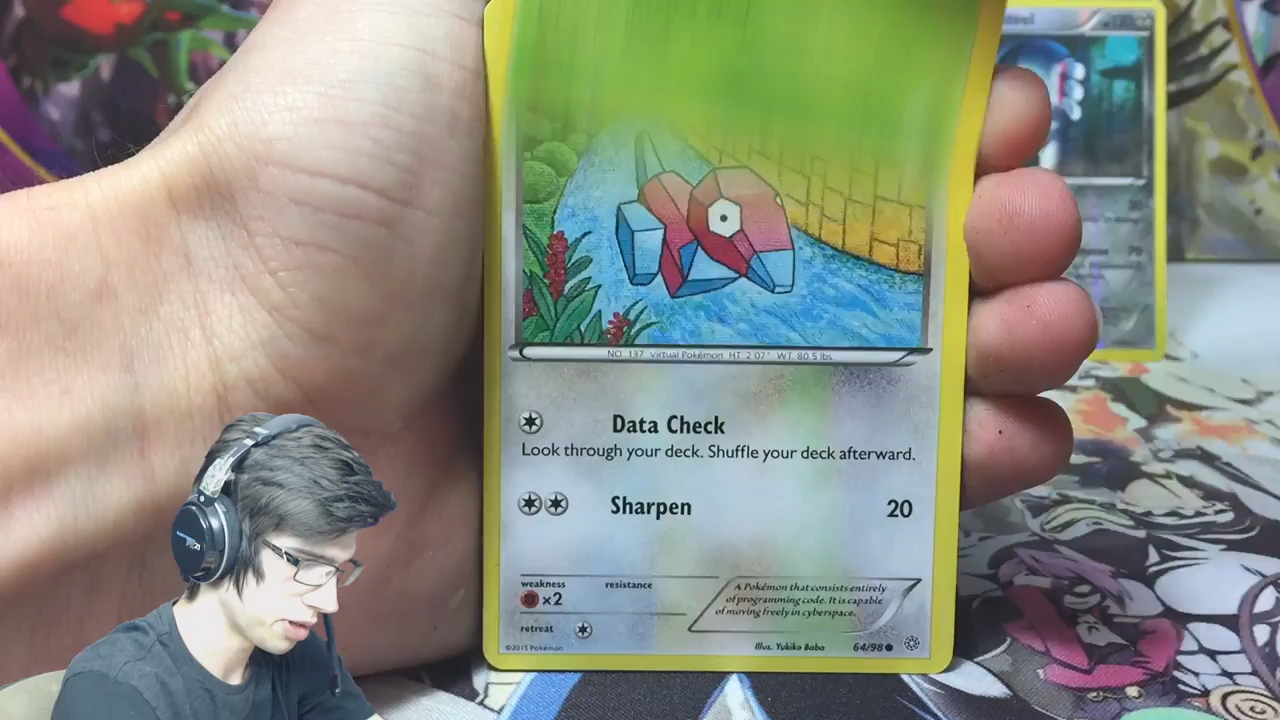 NO. 137 Virtual Pokémon HT 2'07" WT. 80.5 lbs.
Data Check
Look through your deck. Shuffle your deck afterward.
Sharpen 20
weakness resistance
×2
retreat
A Pokémon that consists entirely
of programming code. It is capable
of moving freely in cyberspace.
©2015 Pokémon
Illus. Yukiko Baba 64/98